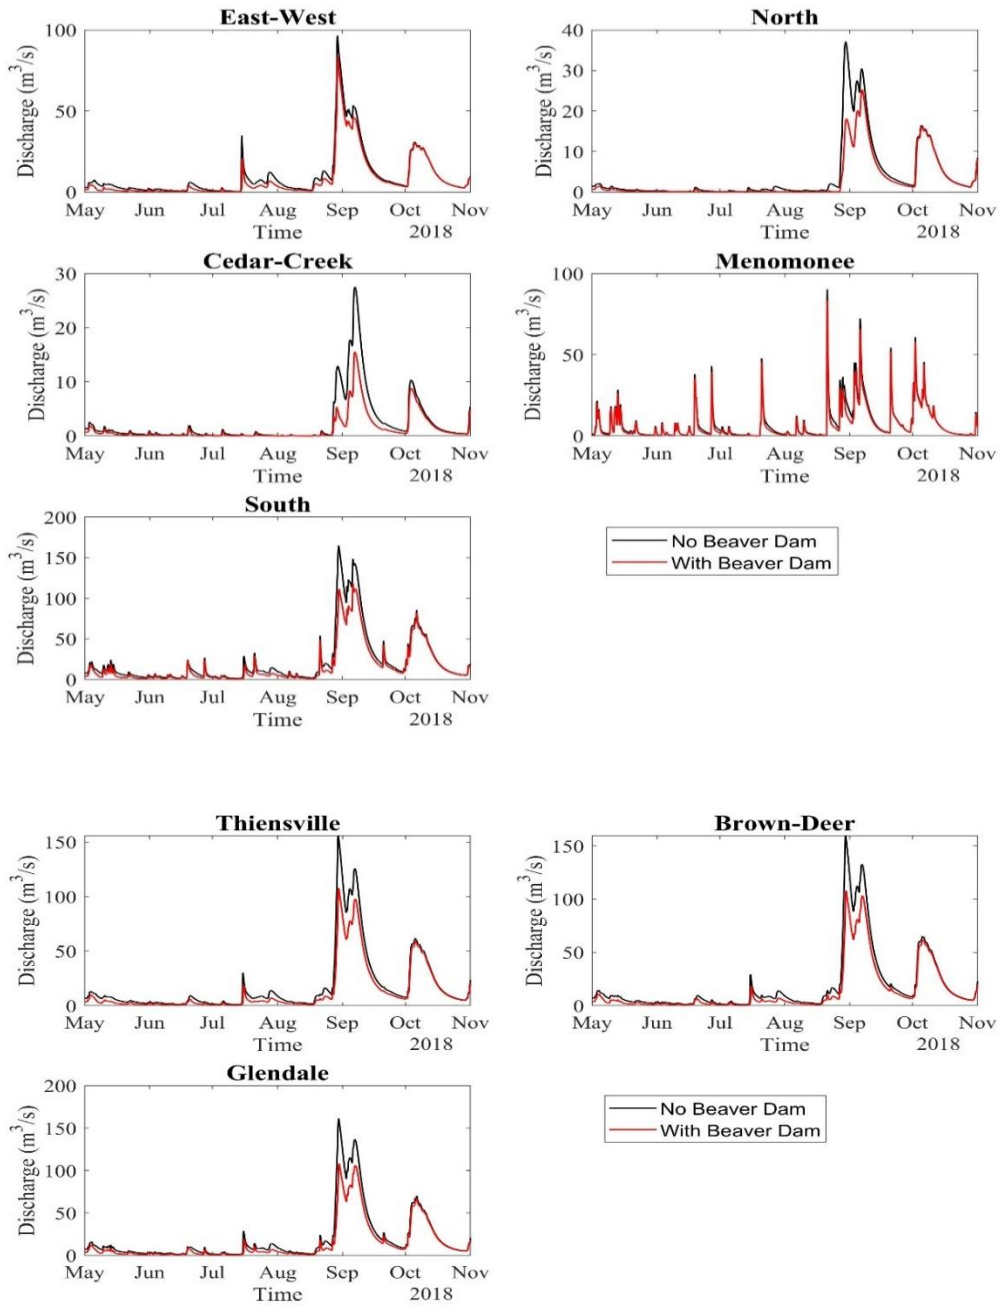 East-West
100
50
0
Discharge (m³/s)
May Jun Jul Aug Sep Oct Nov
Time 2018
North
40
30
20
10
0
Discharge (m³/s)
May Jun Jul Aug Sep Oct Nov
Time 2018
Cedar-Creek
30
20
10
0
Discharge (m³/s)
May Jun Jul Aug Sep Oct Nov
Time 2018
Menomonee
100
50
0
Discharge (m³/s)
May Jun Jul Aug Sep Oct Nov
Time 2018
South
200
150
100
50
0
Discharge (m³/s)
May Jun Jul Aug Sep Oct Nov
Time 2018
No Beaver Dam
With Beaver Dam
Thiensville
150
100
50
0
Discharge (m³/s)
May Jun Jul Aug Sep Oct Nov
Time 2018
Brown-Deer
150
100
50
0
Discharge (m³/s)
May Jun Jul Aug Sep Oct Nov
Time 2018
Glendale
200
150
100
50
0
Discharge (m³/s)
May Jun Jul Aug Sep Oct Nov
Time 2018
No Beaver Dam
With Beaver Dam